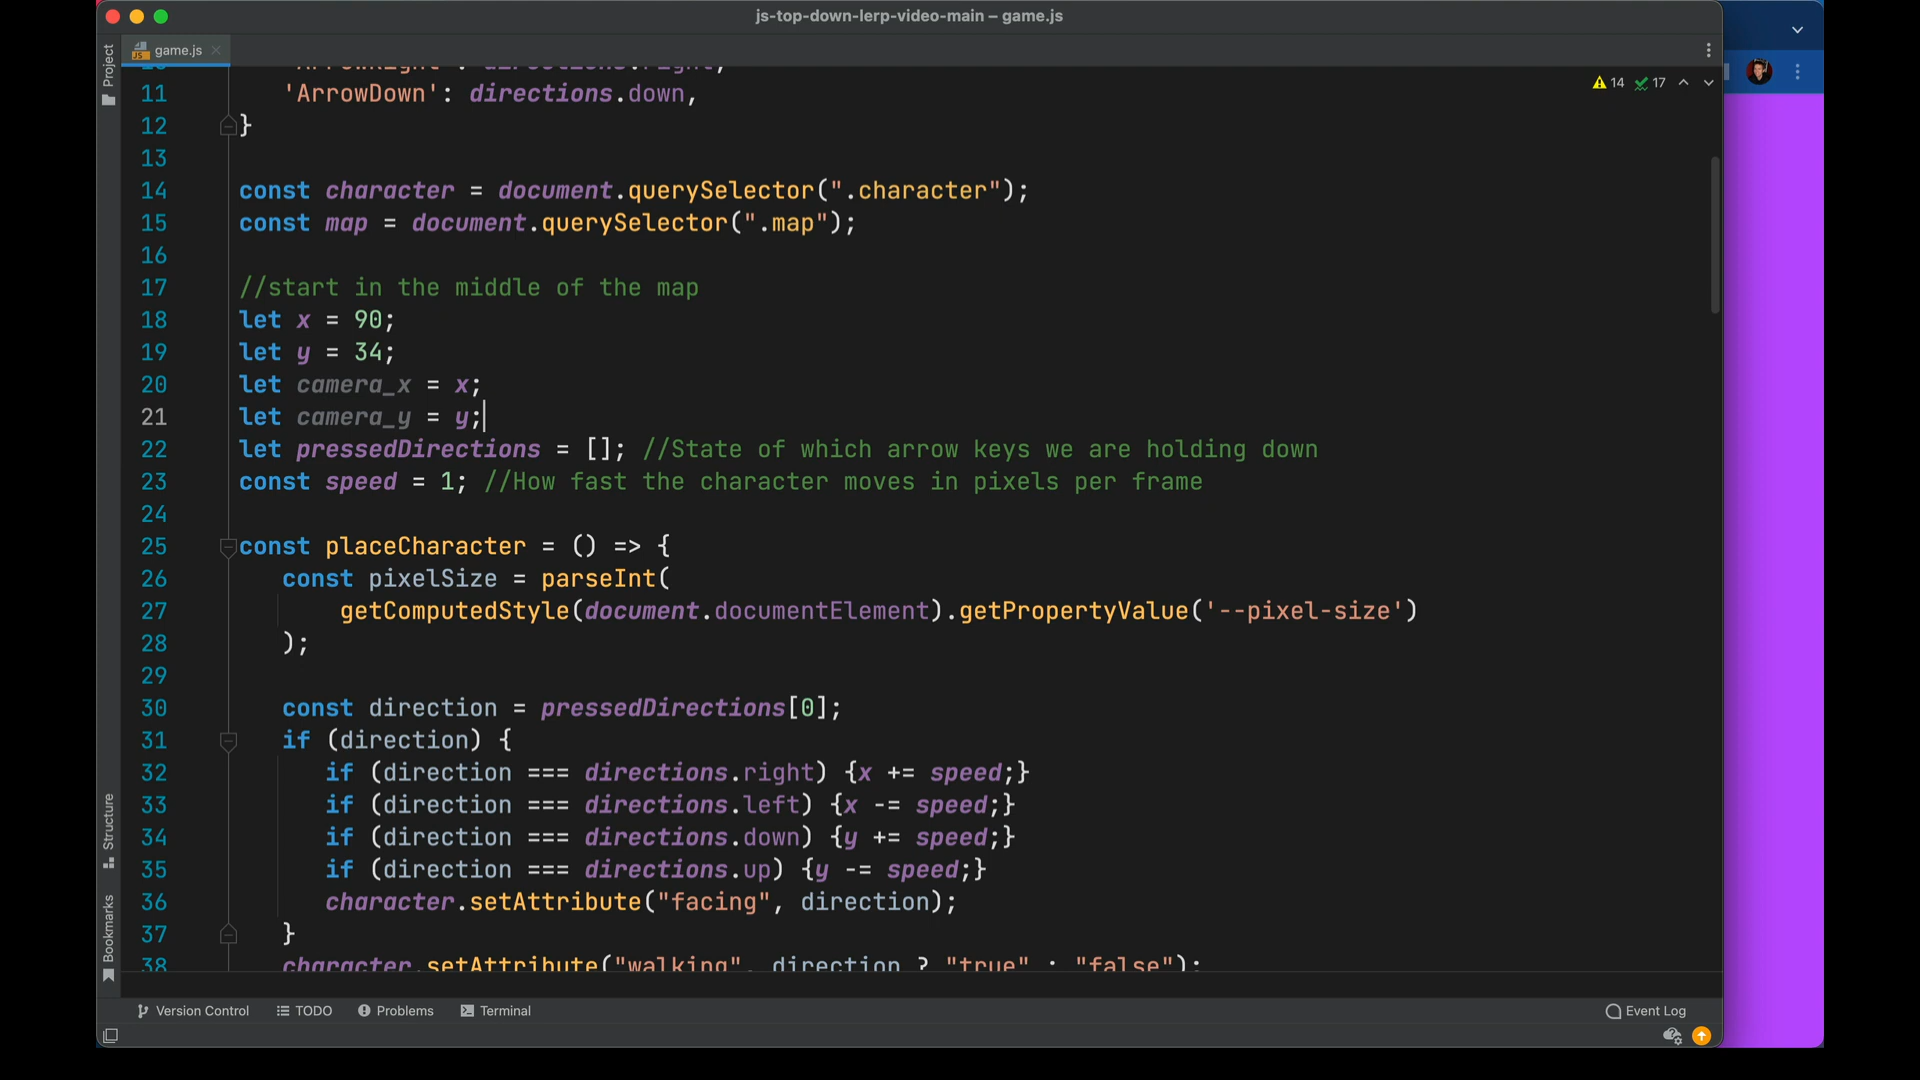 js-top-down-lerp-video-main – game.js
Project
game.js
14 17
'ArrowRight': directions.right,
11 'ArrowDown': directions.down,
12 }
13
14 const character = document.querySelector(".character");
15 const map = document.querySelector(".map");
16
17 //start in the middle of the map
18 let x = 90;
19 let y = 34;
20 let camera_x = x;
21 let camera_y = y;
22 let pressedDirections = []; //State of which arrow keys we are holding down
23 const speed = 1; //How fast the character moves in pixels per frame
24
25 const placeCharacter = () => {
26 const pixelSize = parseInt(
27 getComputedStyle(document.documentElement).getPropertyValue('--pixel-size')
28 );
29
30 const direction = pressedDirections[0];
31 if (direction) {
32 if (direction === directions.right) {x += speed;}
33 if (direction === directions.left) {x -= speed;}
34 if (direction === directions.down) {y += speed;}
35 if (direction === directions.up) {y -= speed;}
36 character.setAttribute("facing", direction);
37 }
38 character.setAttribute("walking", direction ? "true" : "false");
Structure
Bookmarks
Version Control TODO Problems Terminal Event Log